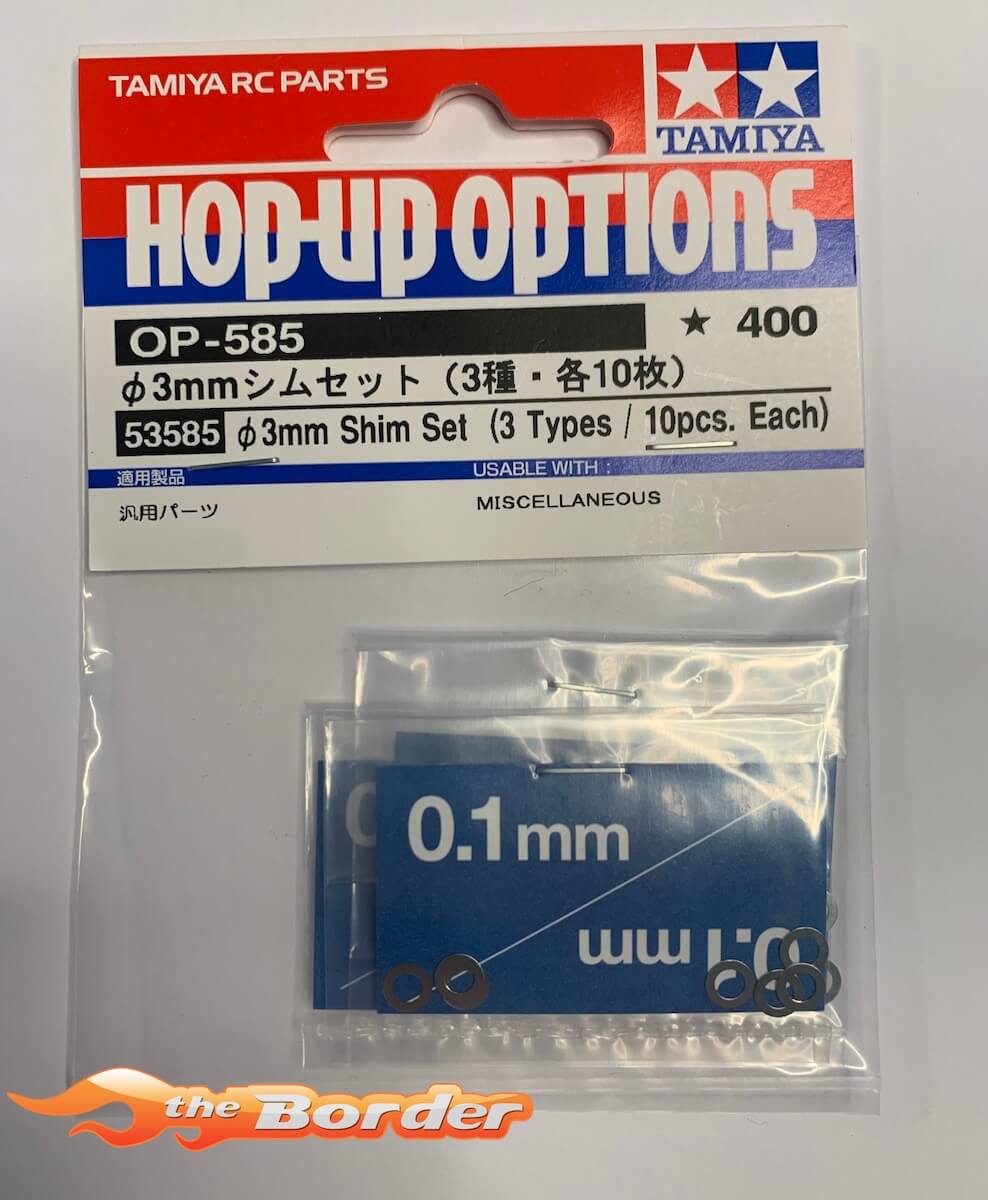 TAMIYA RC PARTS
TAMIYA
HOP-UP OPTIONS
OP-585
★ 400
φ3mmシムセット（3種・各10枚）
53585 φ3mm Shim Set (3 Types / 10pcs. Each)
適用製品 USABLE WITH :
汎用パーツ MISCELLANEOUS
0.1mm
0.1mm
the Border